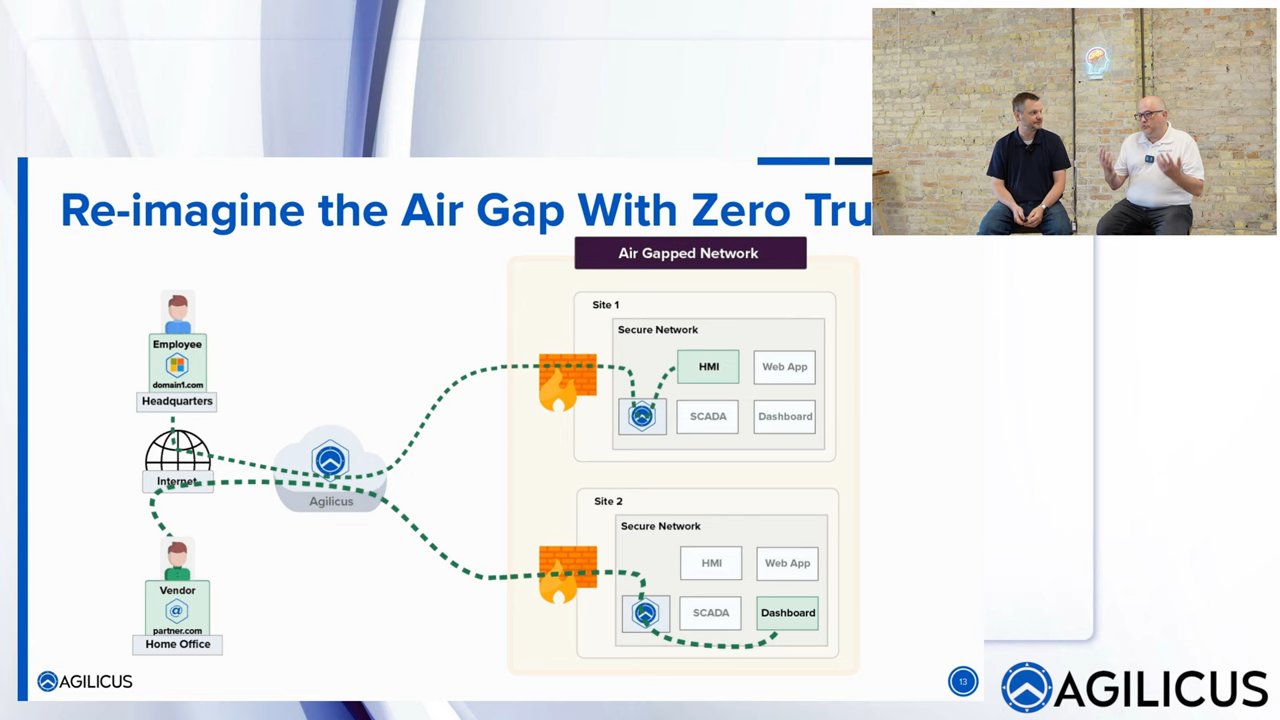 Re-imagine the Air Gap With Zero Tru
Air Gapped Network
Employee
domain1.com
Headquarters
Internet
Agilicus
Vendor
@
partner.com
Home Office
Site 1
Secure Network
HMI
Web App
SCADA
Dashboard
Site 2
Secure Network
HMI
Web App
SCADA
Dashboard
AGILICUS
13
AGILICUS